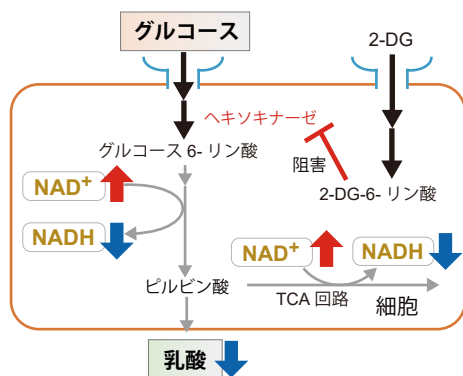 グルコース
2-DG
ヘキソキナーゼ
グルコース 6- リン酸
阻害
2-DG-6- リン酸
NAD+
NADH
NAD+
NADH
ピルビン酸
TCA 回路
細胞
乳酸